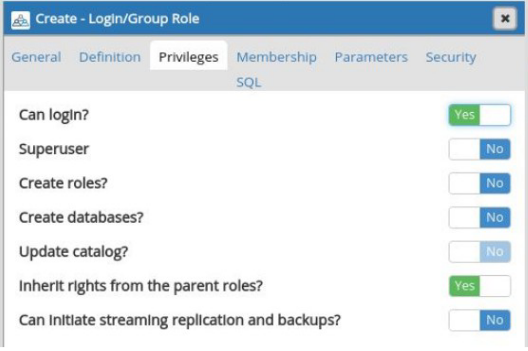 Create - Login/Group Role
General Definition Privileges Membership Parameters Security
SQL
Can login? Yes
Superuser No
Create roles? No
Create databases? No
Update catalog? No
Inherit rights from the parent roles? Yes
Can initiate streaming replication and backups? No